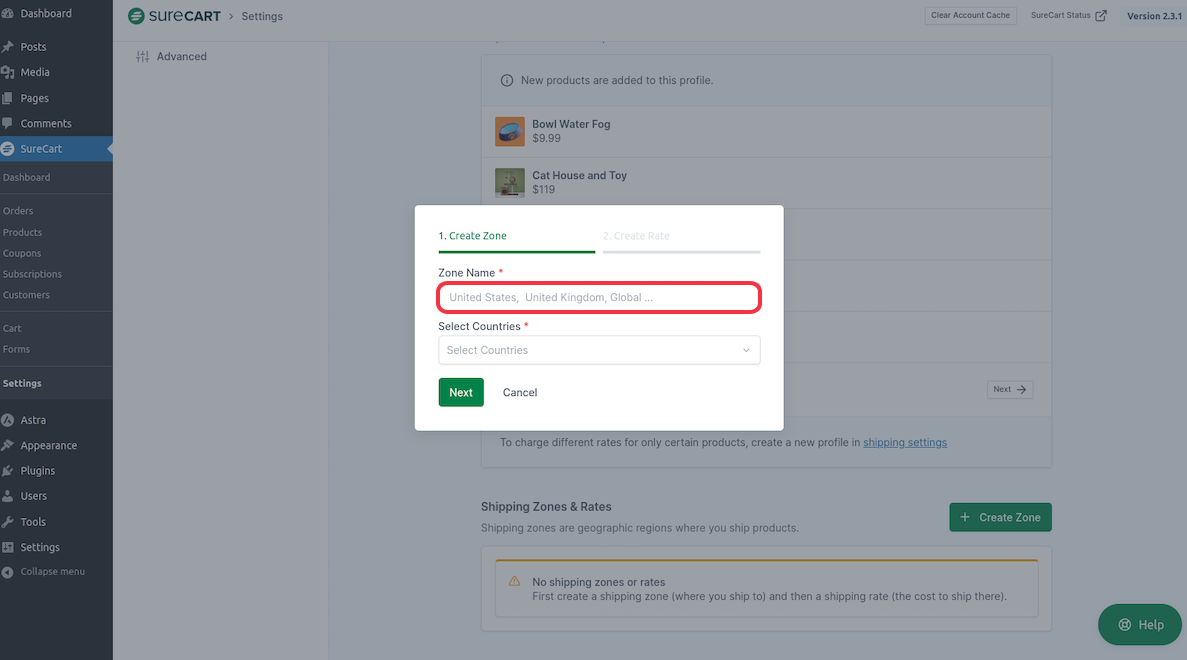 Dashboard
Posts
Media
Pages
Comments
SureCart
Dashboard
Orders
Products
Coupons
Subscriptions
Customers
Cart
Forms
Settings
Astra
Appearance
Plugins
Users
Tools
Settings
Collapse menu
SURECART > Settings
Clear Account Cache
SureCart Status
Version 2.3.1
Advanced
New products are added to this profile.
Bowl Water Fog
$9.99
Cat House and Toy
$119
1. Create Zone
2. Create Rate
Zone Name *
United States, United Kingdom, Global ...
Select Countries *
Select Countries
Next
Cancel
Next →
To charge different rates for only certain products, create a new profile in shipping settings
Shipping Zones & Rates
Shipping zones are geographic regions where you ship products.
+ Create Zone
No shipping zones or rates
First create a shipping zone (where you ship to) and then a shipping rate (the cost to ship there).
Help